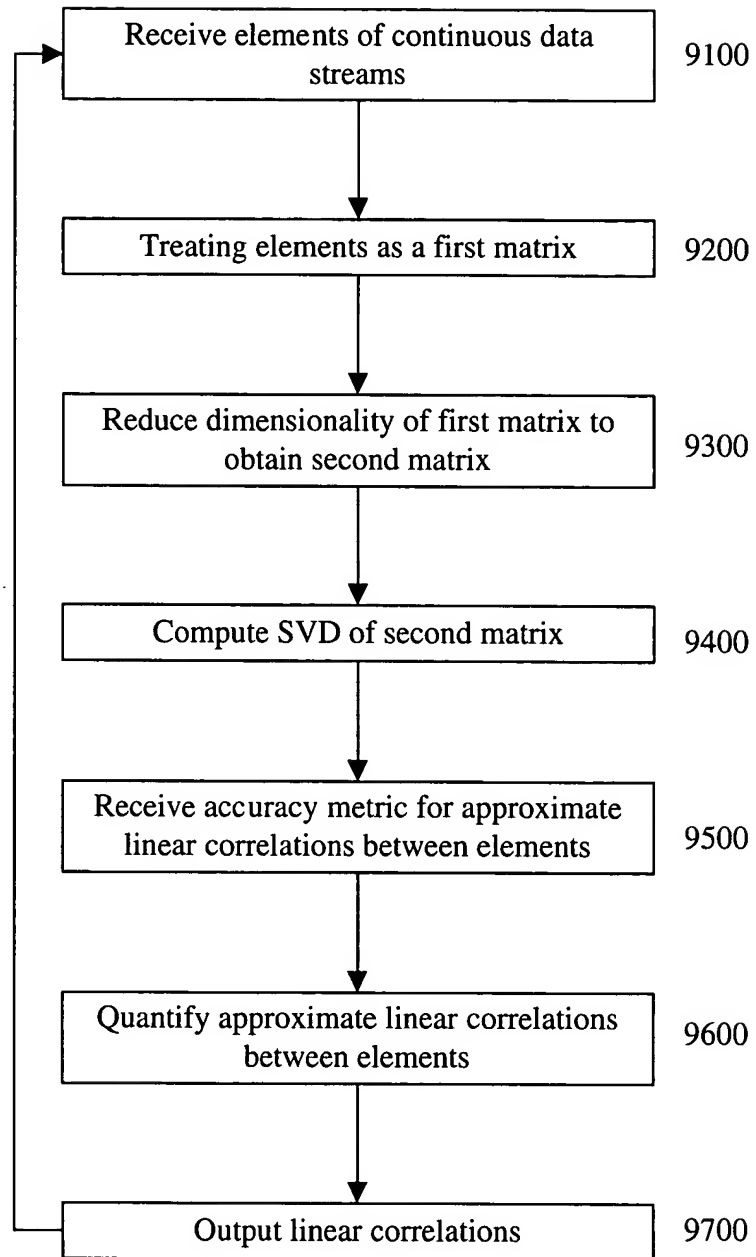 Receive elements of continuous data
streams
9100
Treating elements as a first matrix
9200
Reduce dimensionality of first matrix to
obtain second matrix
9300
Compute SVD of second matrix
9400
Receive accuracy metric for approximate
linear correlations between elements
9500
Quantify approximate linear correlations
between elements
9600
Output linear correlations
9700